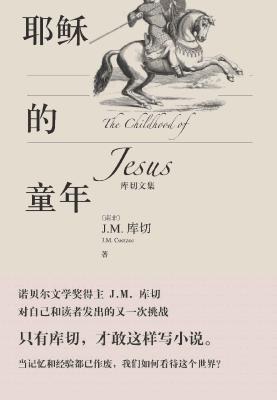 耶稣
的
童年
The Childhood of
Jesus
库切文集
〔南非〕
J.M. 库切
J.M. Coetzee
著
诺贝尔文学奖得主 J.M. 库切
对自己和读者发出的又一次挑战
只有库切，才敢这样写小说。
当记忆和经验都已作废，我们如何看待这个世界？